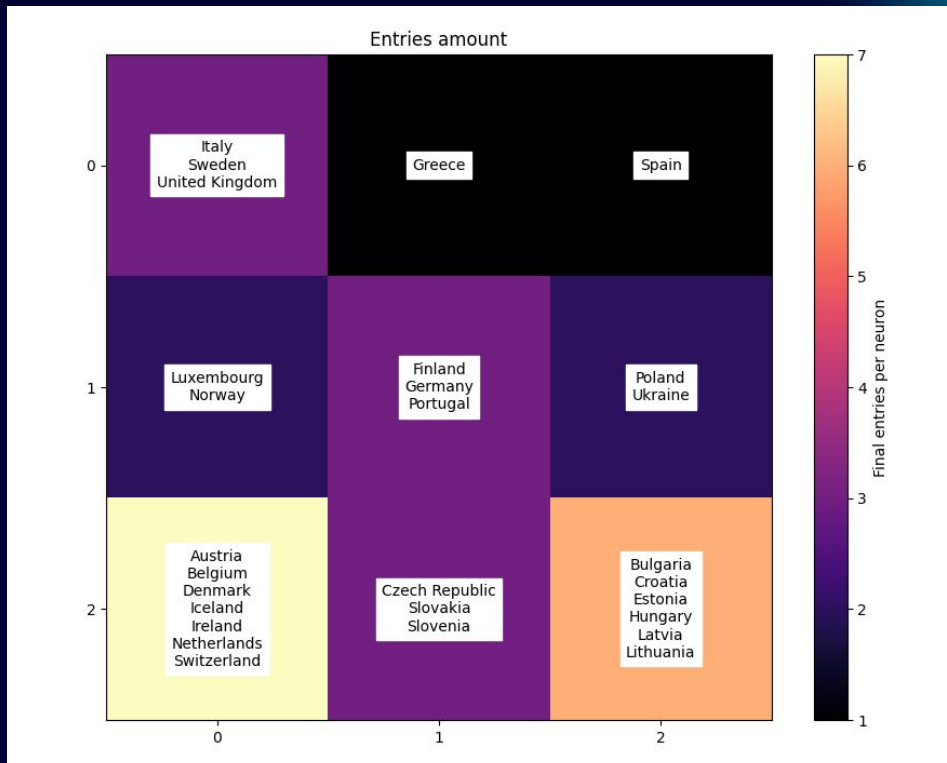 Entries amount
7
0
Italy
Sweden
United Kingdom
Greece
Spain
6
5
1
Luxembourg
Norway
Finland
Germany
Portugal
Poland
Ukraine
4
Final entries per neuron
3
2
Austria
Belgium
Denmark
Iceland
Ireland
Netherlands
Switzerland
Czech Republic
Slovakia
Slovenia
Bulgaria
Croatia
Estonia
Hungary
Latvia
Lithuania
2
1
0
1
2